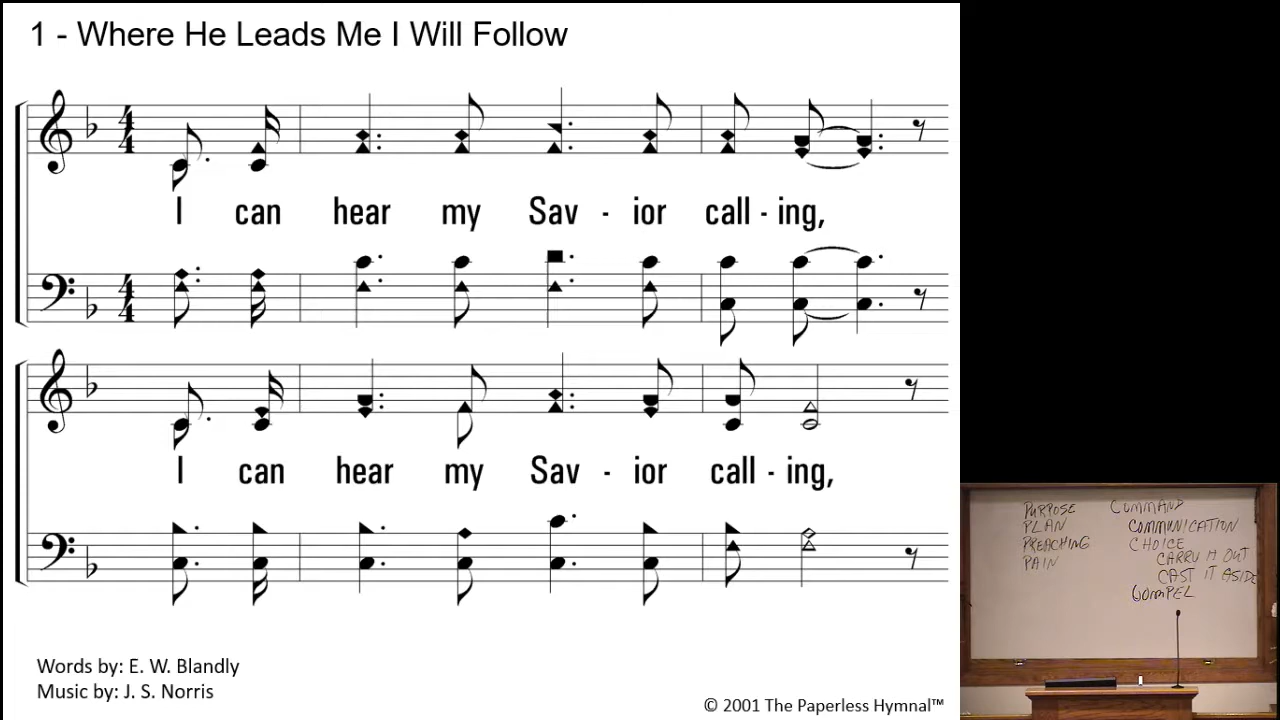 1 - Where He Leads Me I Will Follow
I can hear my Sav - ior call - ing,
I can hear my Sav - ior call - ing,
Words by: E. W. Blandly
Music by: J. S. Norris
© 2001 The Paperless Hymnal™
PURPOSE
PLAN
PREACHING
PAIN
COMMAND
COMMUNICATION
CHOICE
CARRY IT OUT
CAST IT ASIDE